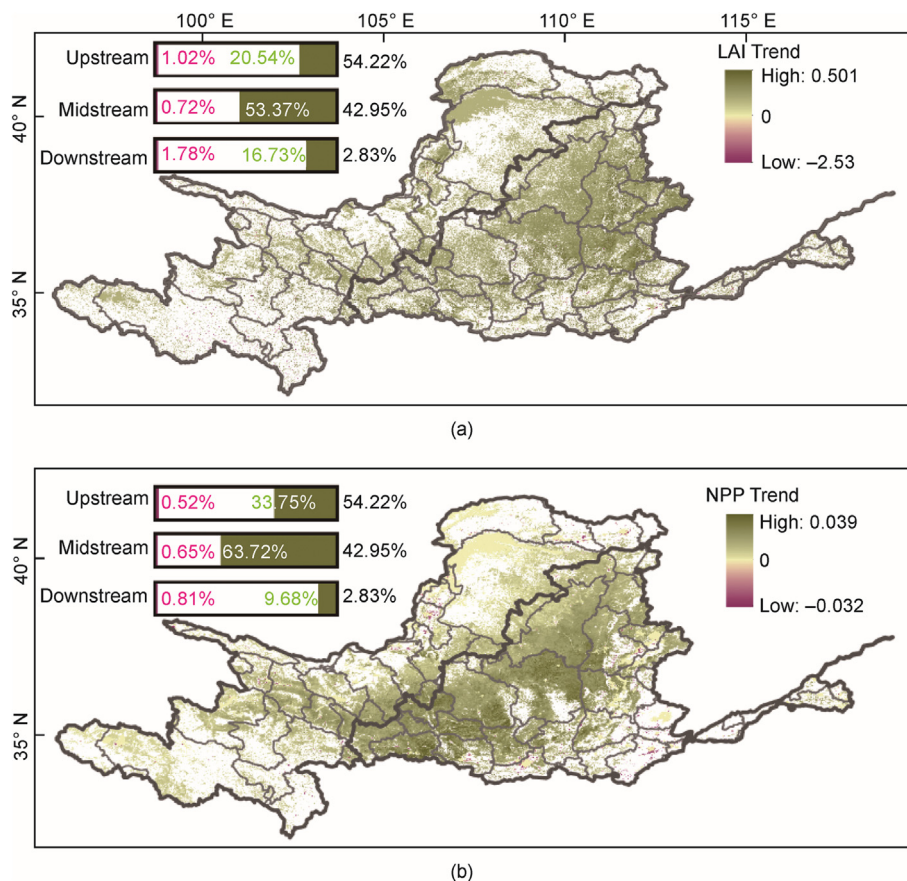 100° E 105° E 110° E 115° E
Upstream 1.02% 20.54% 54.22%
Midstream 0.72% 53.37% 42.95%
Downstream 1.78% 16.73% 2.83%
LAI Trend
High: 0.501
0
Low: –2.53
40° N
35° N
(a)
Upstream 0.52% 33.75% 54.22%
Midstream 0.65% 63.72% 42.95%
Downstream 0.81% 9.68% 2.83%
NPP Trend
High: 0.039
0
Low: –0.032
40° N
35° N
(b)